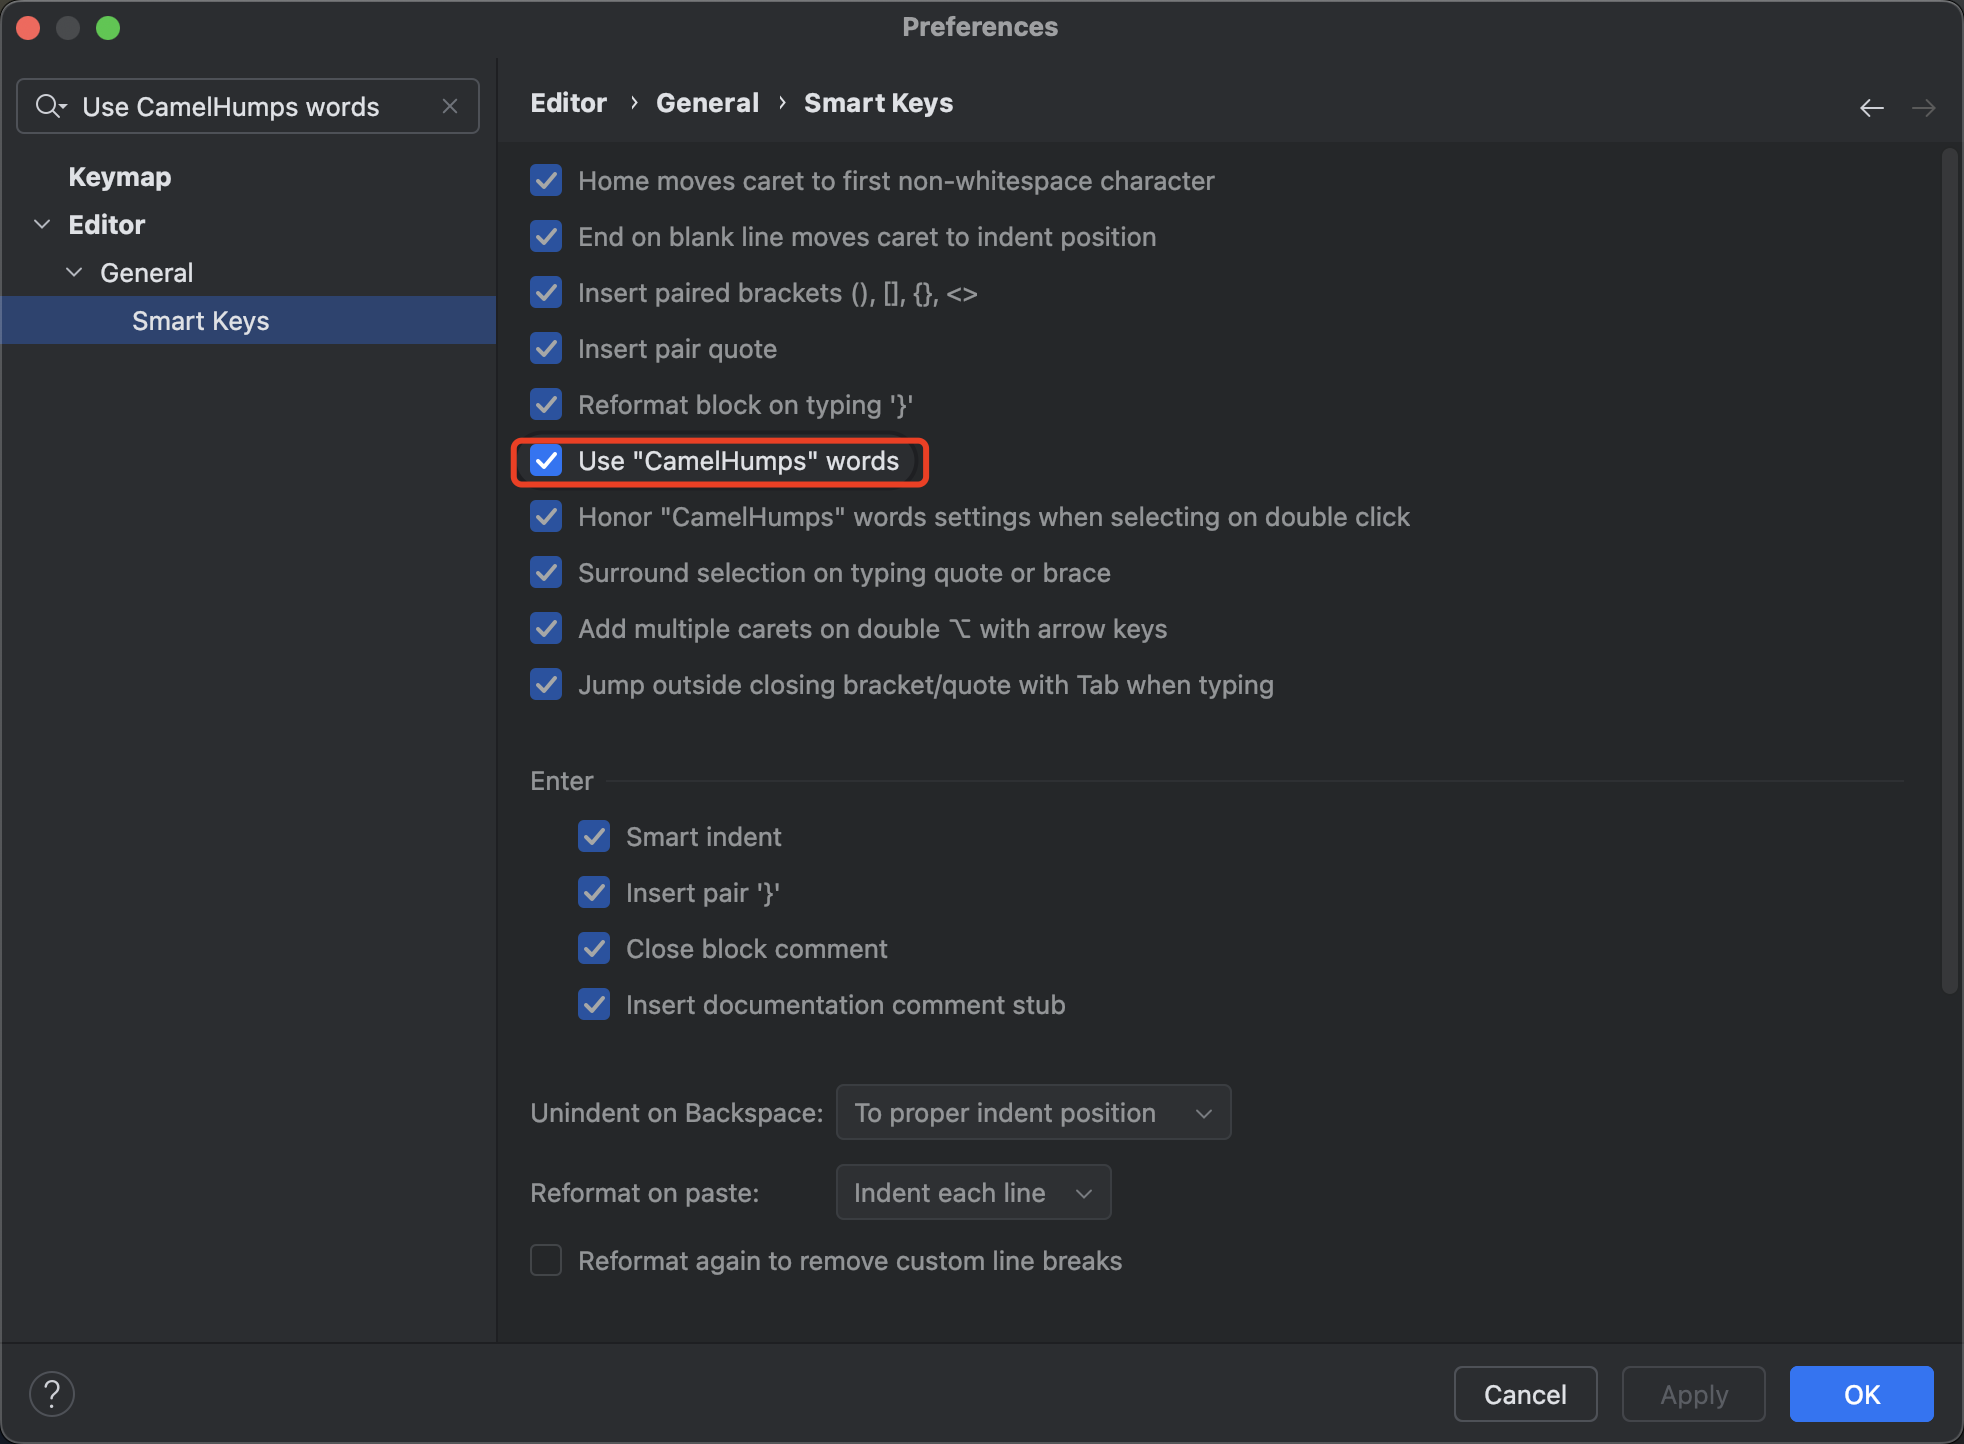 Preferences
Use CamelHumps words
Keymap
Editor
General
Smart Keys
Editor › General › Smart Keys
Home moves caret to first non-whitespace character
End on blank line moves caret to indent position
Insert paired brackets (), [], {}, <>
Insert pair quote
Reformat block on typing '}'
Use "CamelHumps" words
Honor "CamelHumps" words settings when selecting on double click
Surround selection on typing quote or brace
Add multiple carets on double ⌥ with arrow keys
Jump outside closing bracket/quote with Tab when typing
Enter
Smart indent
Insert pair '}'
Close block comment
Insert documentation comment stub
Unindent on Backspace: To proper indent position
Reformat on paste: Indent each line
Reformat again to remove custom line breaks
?
Cancel Apply OK